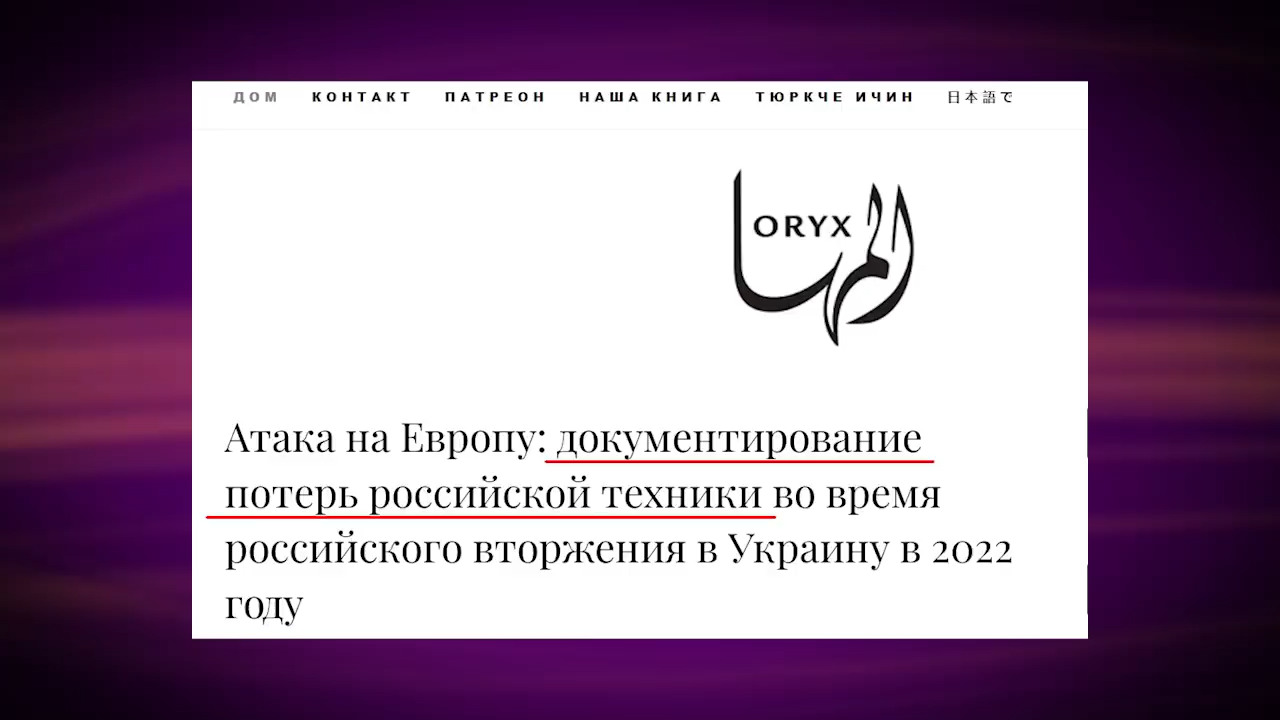 ДОМ КОНТАКТ ПАТРЕОН НАША КНИГА ТЮРКЧЕ ИЧИН 日本語で
ORYX
المها
Атака на Европу: документирование
потерь российской техники во время
российского вторжения в Украину в 2022
году